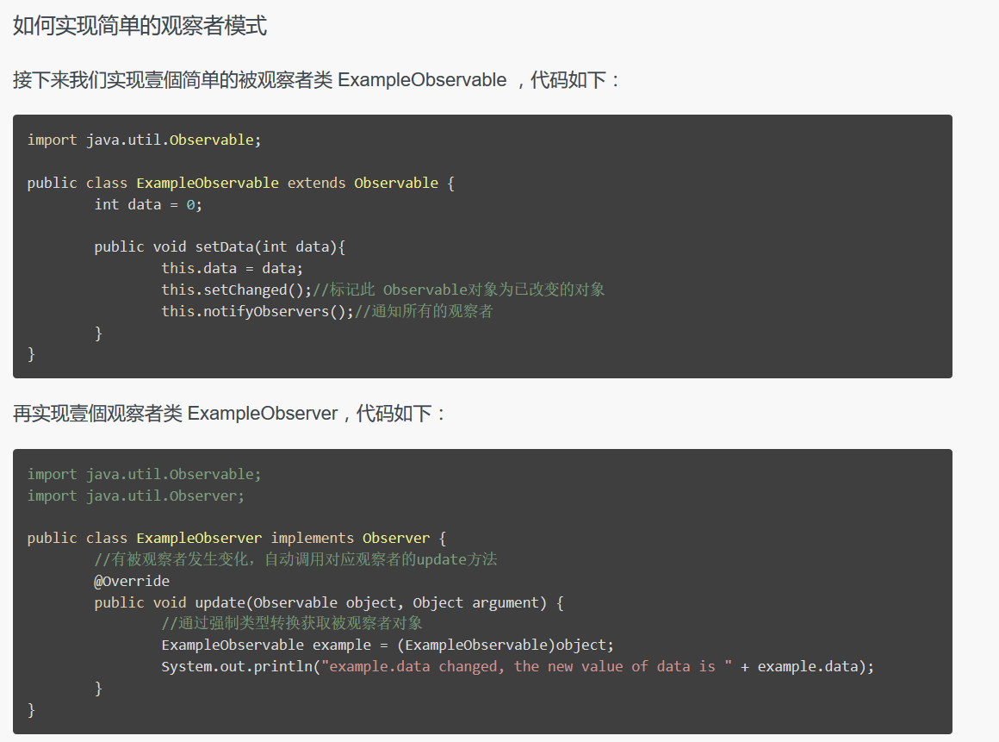 如何实现简单的观察者模式
接下来我们实现壹個简单的被观察者类 ExampleObservable ，代码如下：
import java.util.Observable;
public class ExampleObservable extends Observable {
int data = 0;
public void setData(int data){
this.data = data;
this.setChanged();//标记此 Observable对象为已改变的对象
this.notifyObservers();//通知所有的观察者
}
}
再实现壹個观察者类 ExampleObserver，代码如下：
import java.util.Observable;
import java.util.Observer;
public class ExampleObserver implements Observer {
//有被观察者发生变化，自动调用对应观察者的update方法
@Override
public void update(Observable object, Object argument) {
//通过强制类型转换获取被观察者对象
ExampleObservable example = (ExampleObservable)object;
System.out.println("example.data changed, the new value of data is " + example.data);
}
}